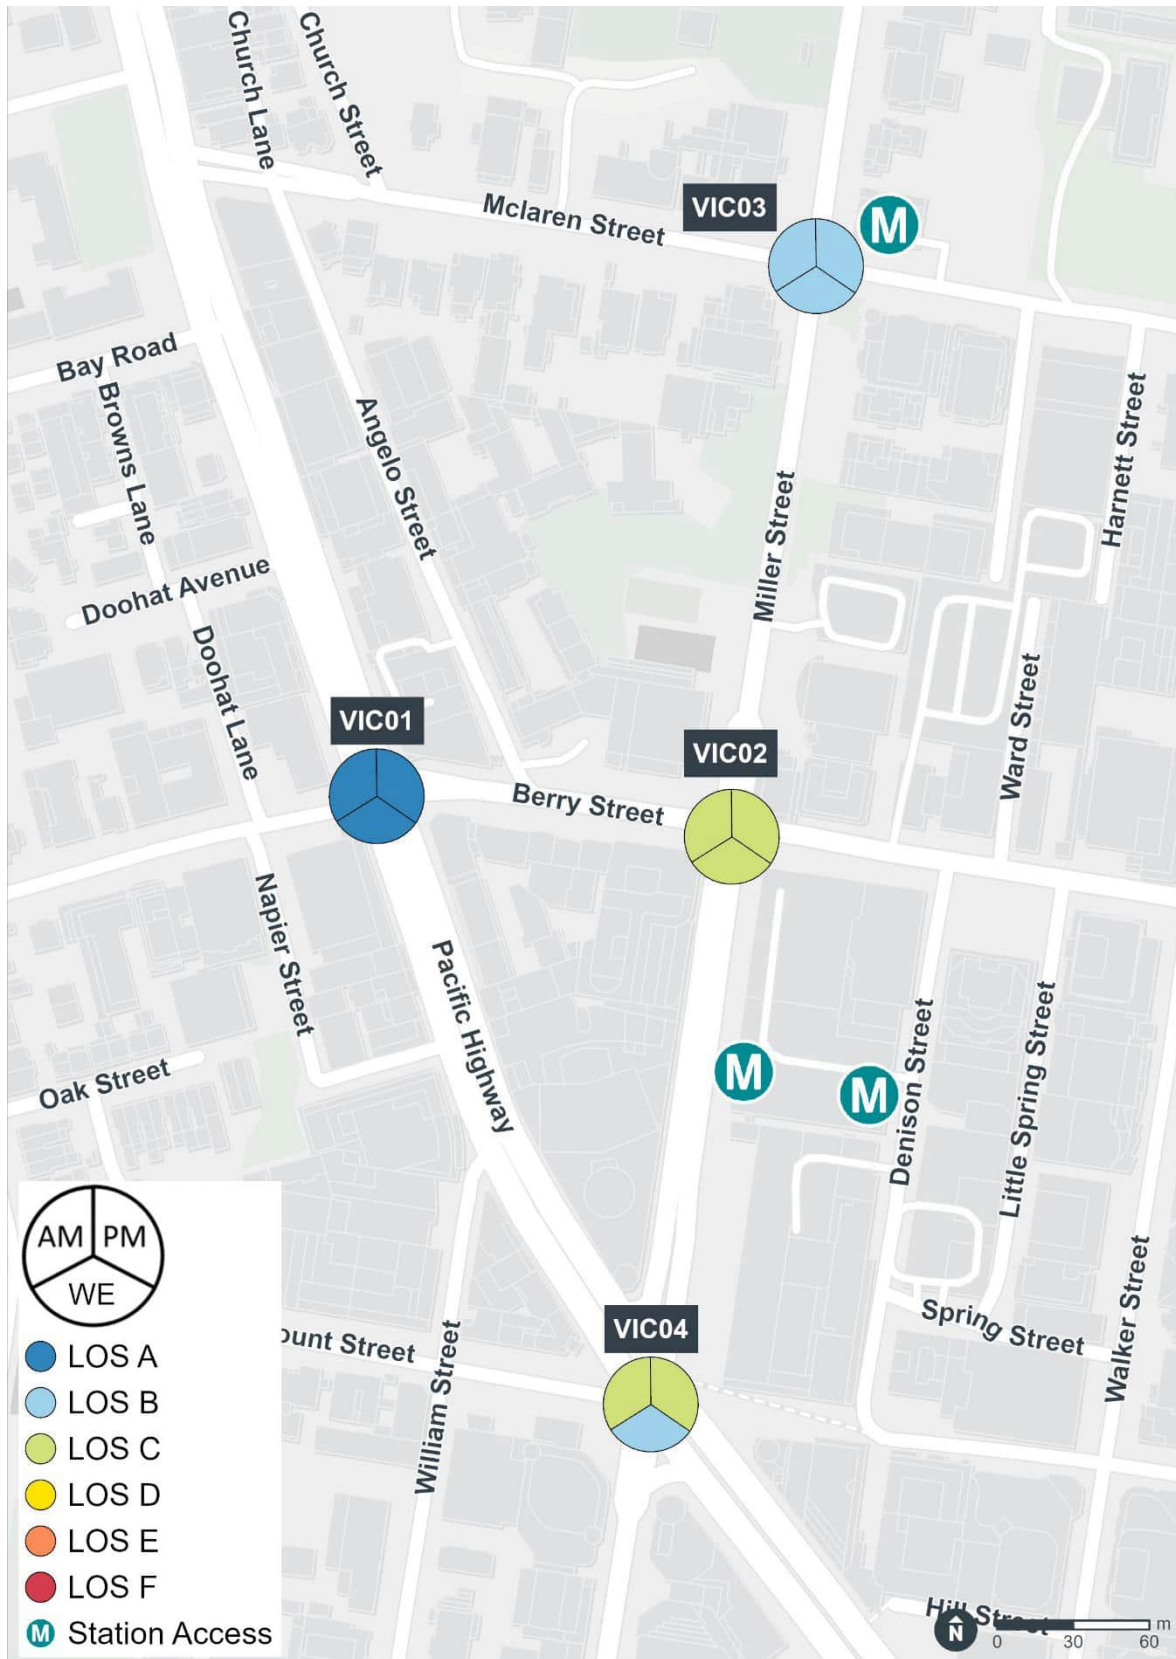 Church Lane
Church Street
Mclaren Street
VIC03
M
Bay Road
Browns Lane
Angelo Street
Harnett Street
Miller Street
Doohat Avenue
Doohat Lane
Ward Street
VIC01
VIC02
Berry Street
Napier Street
Pacific Highway
Oak Street
M
M
Denison Street
Little Spring Street
AM PM
WE
VIC04
Spring Street
Walker Street
ount Street
William Street
LOS A
LOS B
LOS C
LOS D
LOS E
LOS F
M Station Access
Hill Street
N
0 30 60 m